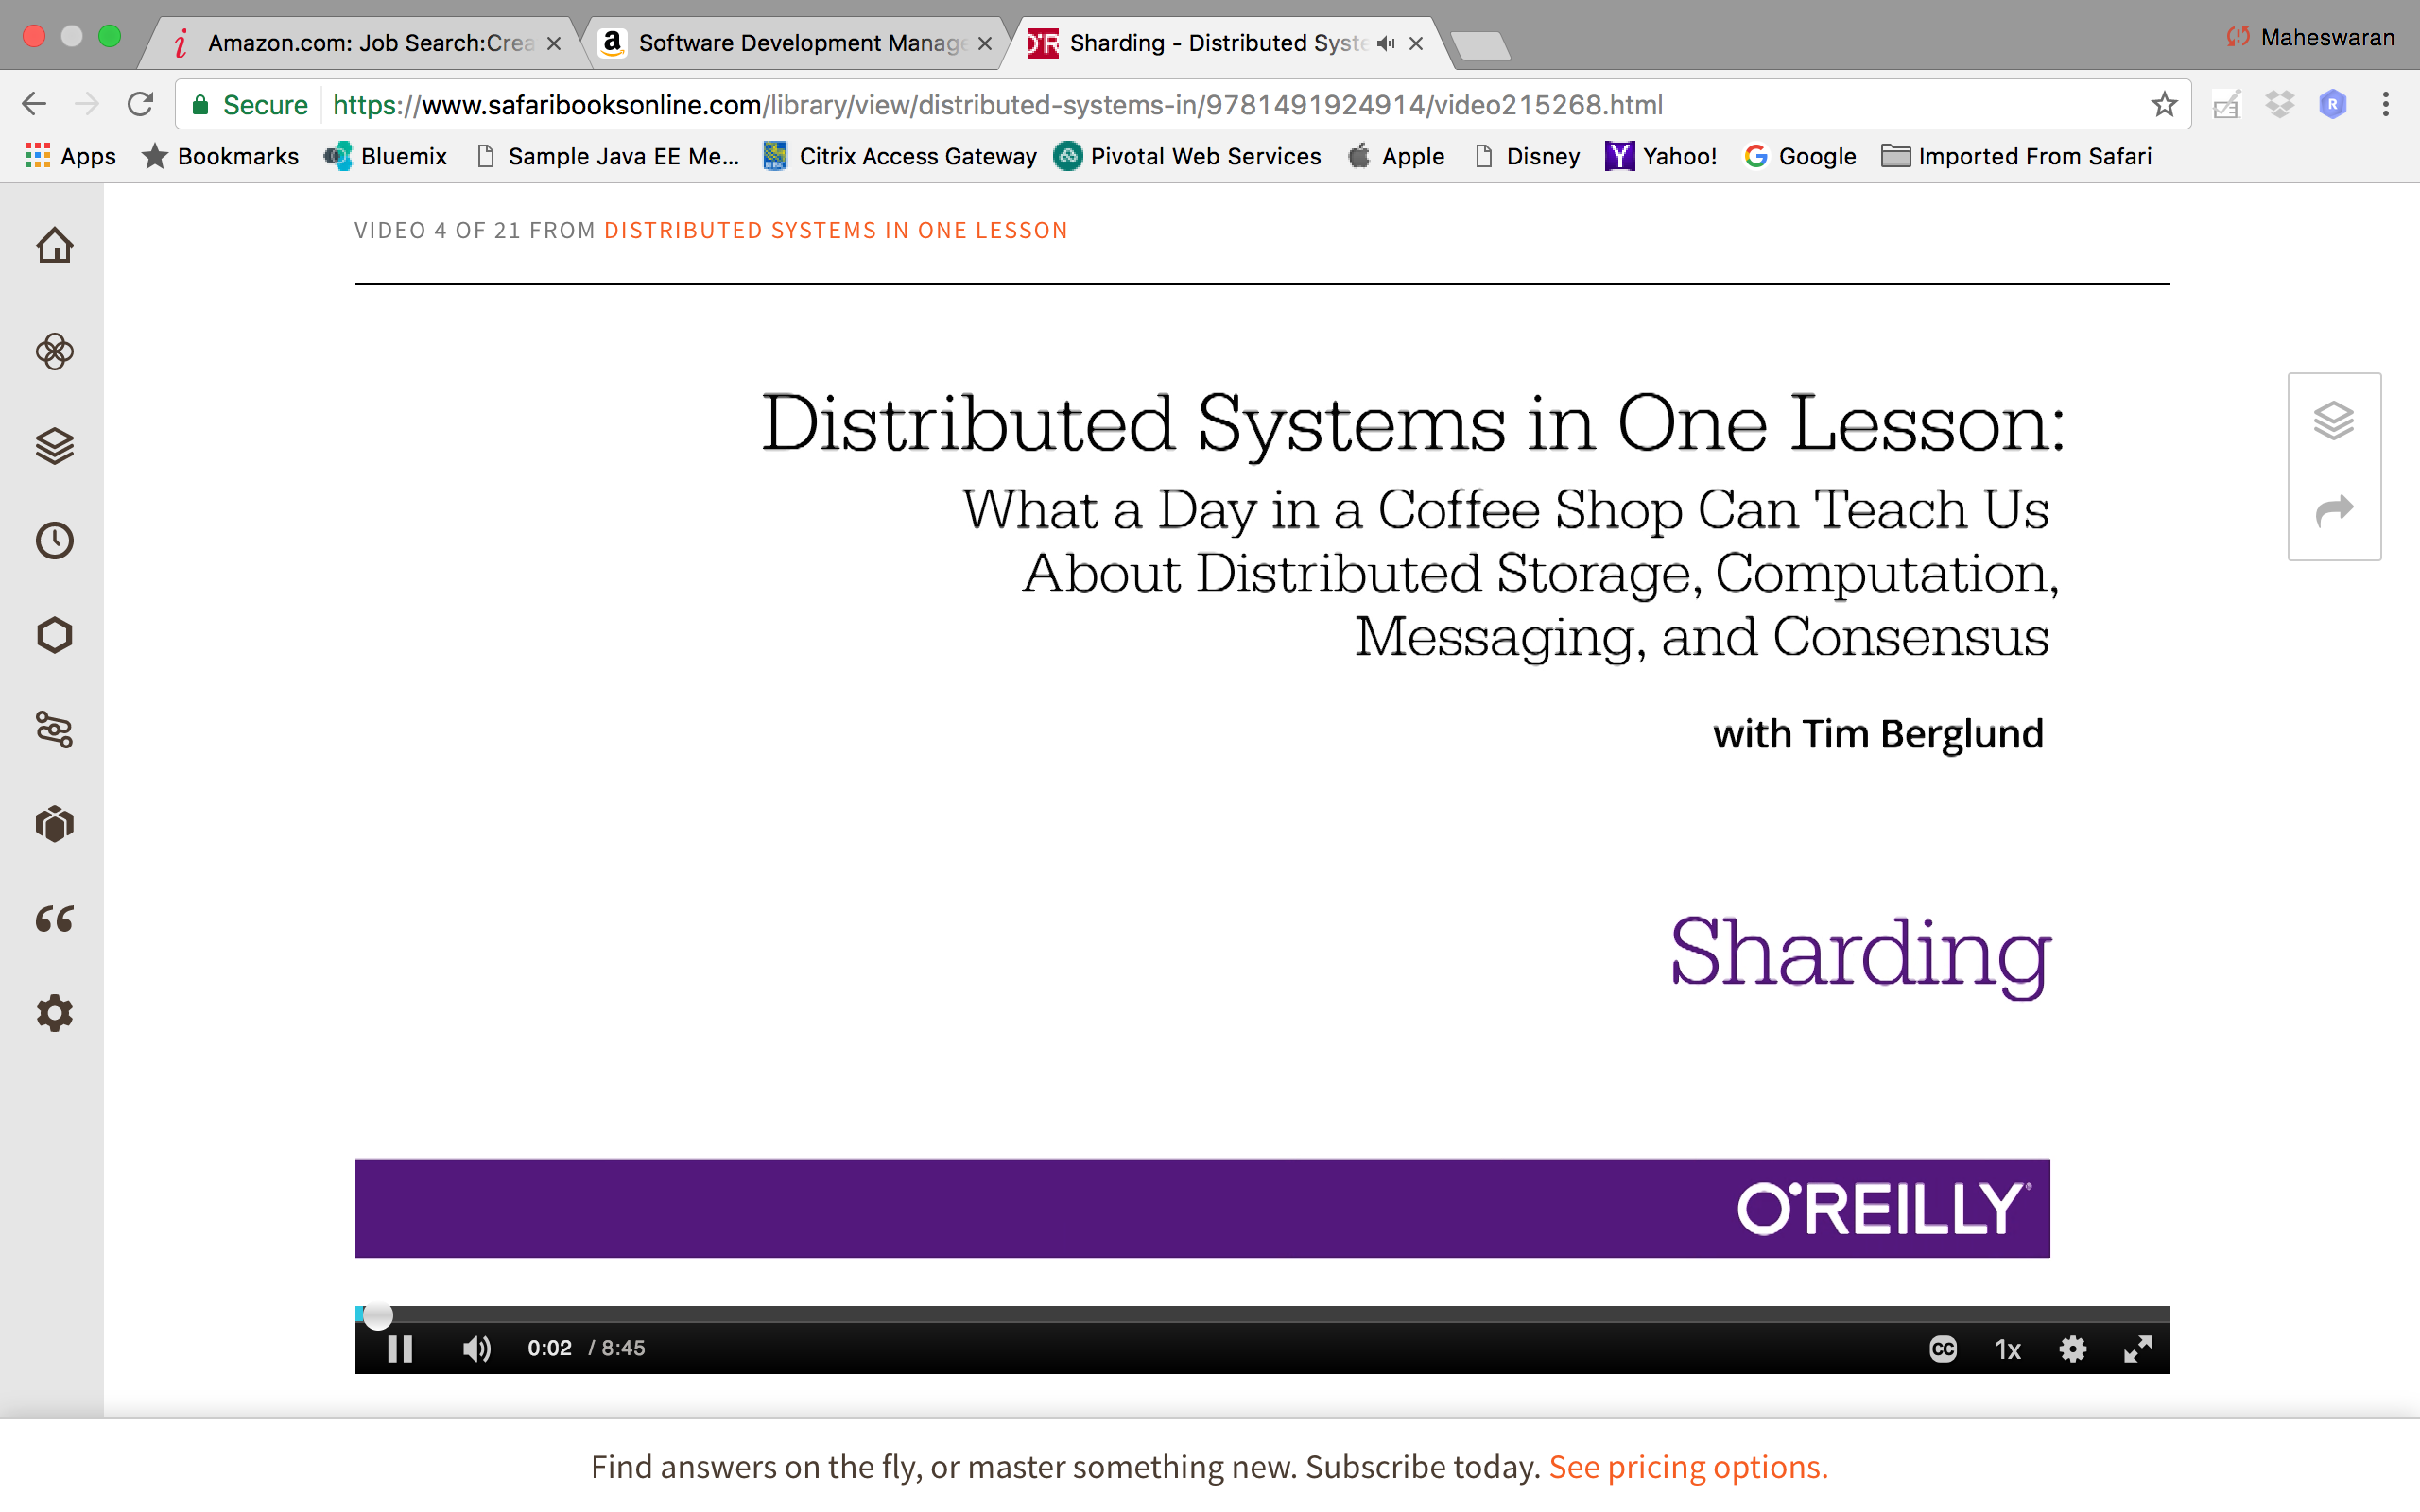 Amazon.com: Job Search:Crea
Software Development Manage
Sharding - Distributed Syste
Maheswaran
Secure https://www.safaribooksonline.com/library/view/distributed-systems-in/9781491924914/video215268.html
Apps Bookmarks Bluemix Sample Java EE Me... Citrix Access Gateway Pivotal Web Services Apple Disney Yahoo! Google Imported From Safari
VIDEO 4 OF 21 FROM DISTRIBUTED SYSTEMS IN ONE LESSON
Distributed Systems in One Lesson:
What a Day in a Coffee Shop Can Teach Us
About Distributed Storage, Computation,
Messaging, and Consensus
with Tim Berglund
Sharding
O'REILLY®
0:02 / 8:45 CC 1x
Find answers on the fly, or master something new. Subscribe today. See pricing options.